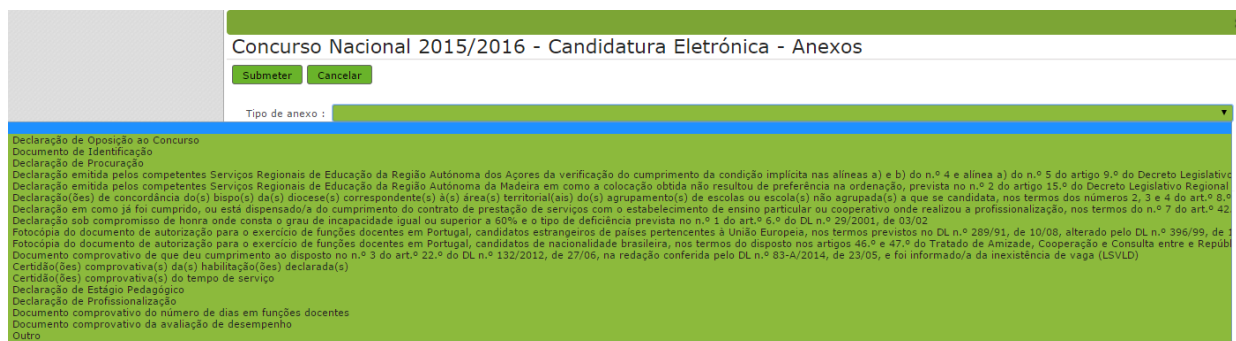 Concurso Nacional 2015/2016 - Candidatura Eletrónica - Anexos
Submeter Cancelar
Tipo de anexo :
Declaração de Oposição ao Concurso
Documento de Identificação
Declaração de Procuração
Declaração emitida pelos competentes Serviços Regionais de Educação da Região Autónoma dos Açores da verificação do cumprimento da condição implícita nas alíneas a) e b) do n.º 4 e alínea a) do n.º 5 do artigo 9.º do Decreto Legislativo
Declaração emitida pelos competentes Serviços Regionais de Educação da Região Autónoma da Madeira em como a colocação obtida não resultou de preferência na ordenação, prevista no n.º 2 do artigo 15.º do Decreto Legislativo Regional
Declaração(ões) de concordância do(s) bispo(s) da(s) diocese(s) correspondente(s) à(s) área(s) territorial(ais) do(s) agrupamento(s) de escolas ou escola(s) não agrupada(s) a que se candidata, nos termos dos números 2, 3 e 4 do art.º 8.º
Declaração em como já foi cumprido, ou está dispensado/a do cumprimento do contrato de prestação de serviços com o estabelecimento de ensino particular ou cooperativo onde realizou a profissionalização, nos termos do n.º 7 do art.º 42.
Declaração sob compromisso de honra onde consta o grau de incapacidade igual ou superior a 60% e o tipo de deficiência prevista no n.º 1 do art.º 6.º do DL n.º 29/2001, de 03/02
Fotocópia do documento de autorização para o exercício de funções docentes em Portugal, candidatos estrangeiros de países pertencentes à União Europeia, nos termos previstos no DL n.º 289/91, de 10/08, alterado pelo DL n.º 396/99, de 1
Fotocópia do documento de autorização para o exercício de funções docentes em Portugal, candidatos de nacionalidade brasileira, nos termos do disposto nos artigos 46.º e 47.º do Tratado de Amizade, Cooperação e Consulta entre e Repúbl
Documento comprovativo de que deu cumprimento ao disposto no n.º 3 do art.º 22.º do DL n.º 132/2012, de 27/06, na redação conferida pelo DL n.º 83-A/2014, de 23/05, e foi informado/a da inexistência de vaga (LSVLD)
Certidão(ões) comprovativa(s) da(s) habilitação(ões) declarada(s)
Certidão(ões) comprovativa(s) do tempo de serviço
Declaração de Estágio Pedagógico
Declaração de Profissionalização
Documento comprovativo do número de dias em funções docentes
Documento comprovativo da avaliação de desempenho
Outro